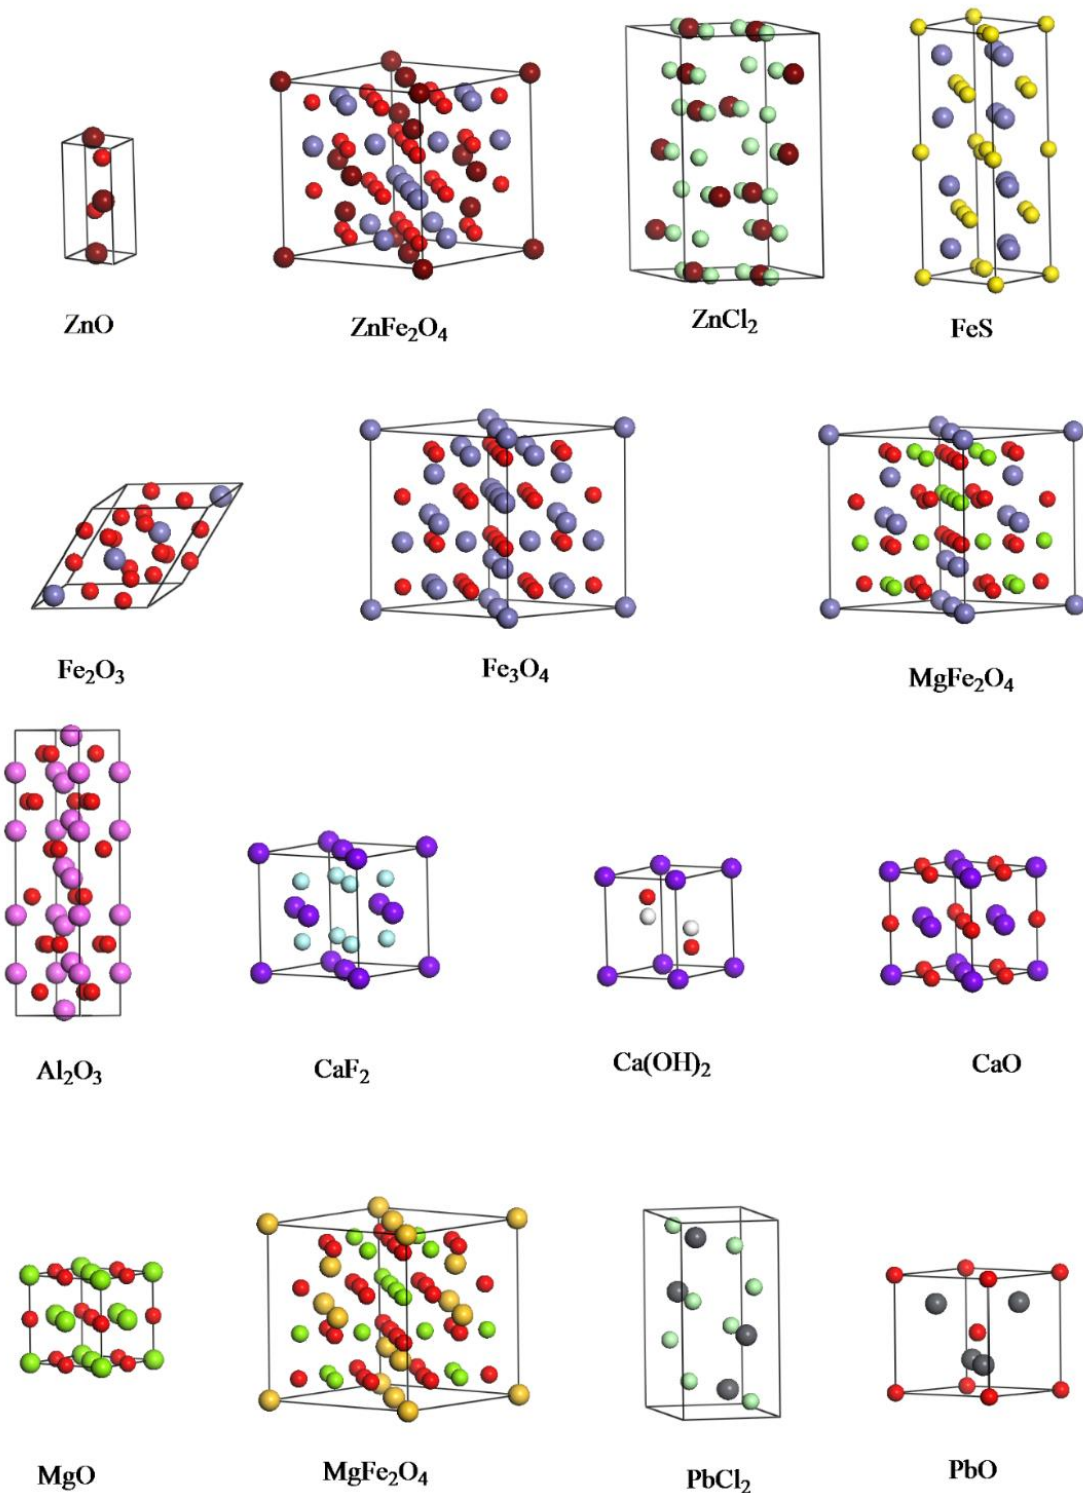 ZnO
ZnFe₂O₄
ZnCl₂
FeS
Fe₂O₃
Fe₃O₄
MgFe₂O₄
Al₂O₃
CaF₂
Ca(OH)₂
CaO
MgO
MgFe₂O₄
PbCl₂
PbO